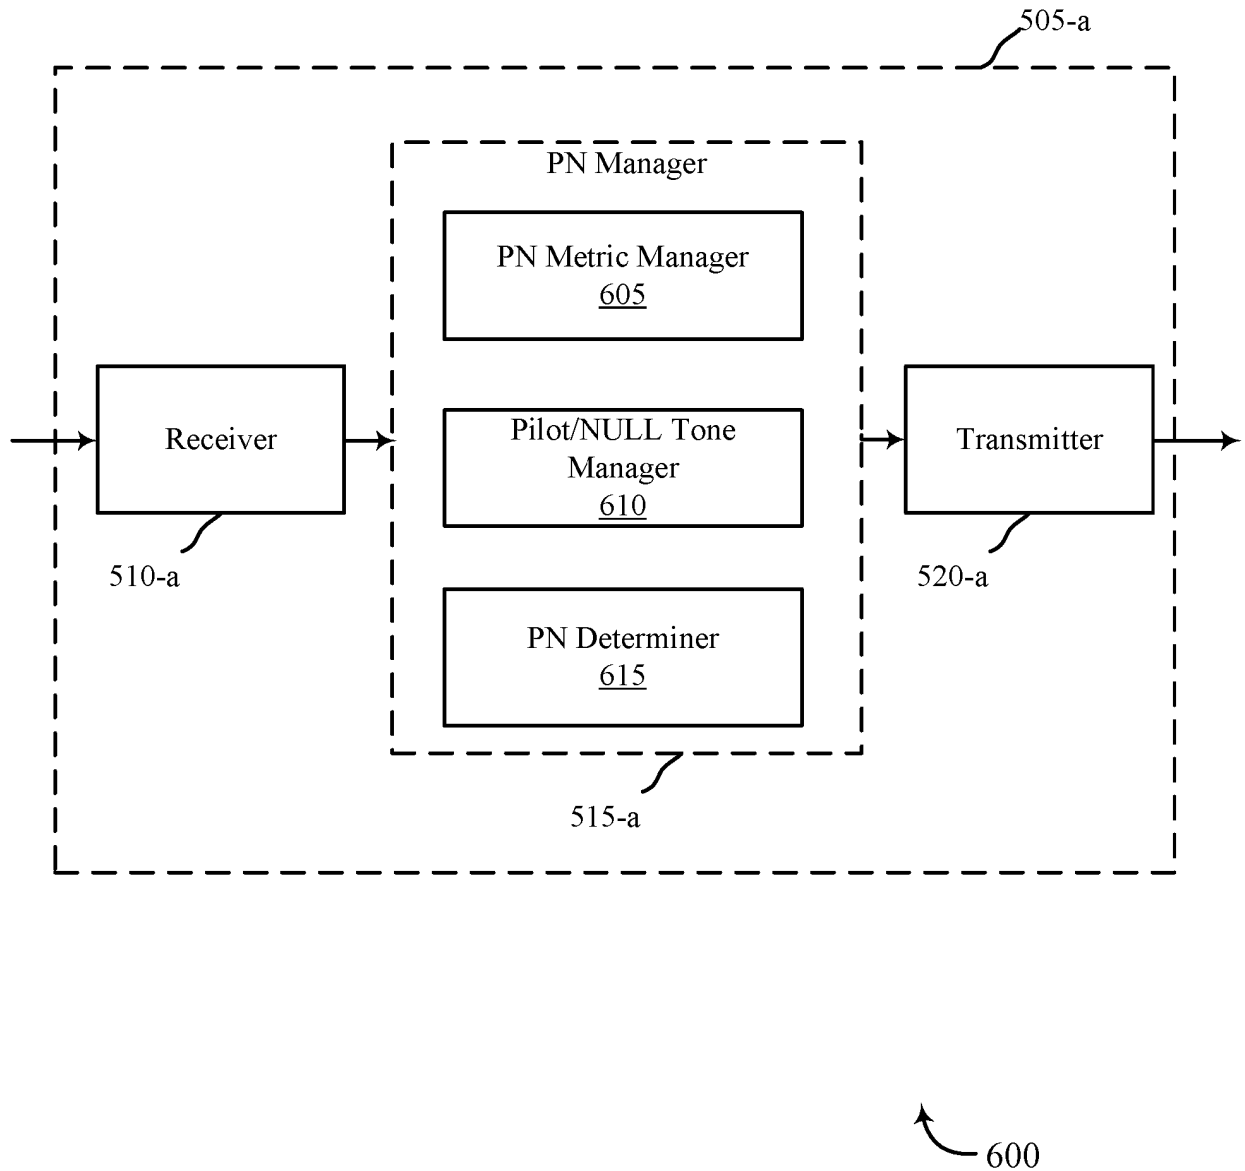 505-a
PN Manager
PN Metric Manager
605
Receiver
510-a
Pilot/NULL Tone
Manager
610
Transmitter
520-a
PN Determiner
615
515-a
600